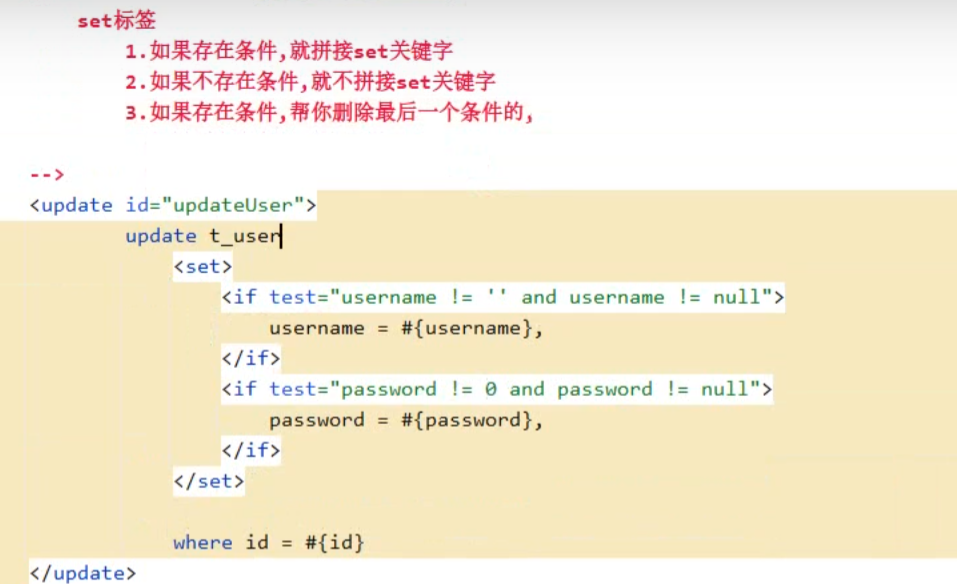 set标签
1.如果存在条件,就拼接set关键字
2.如果不存在条件,就不拼接set关键字
3.如果存在条件,帮你删除最后一个条件的,
-->
<update id="updateUser">
update t_user
<set>
<if test="username != '' and username != null">
username = #{username},
</if>
<if test="password != 0 and password != null">
password = #{password},
</if>
</set>
where id = #{id}
</update>